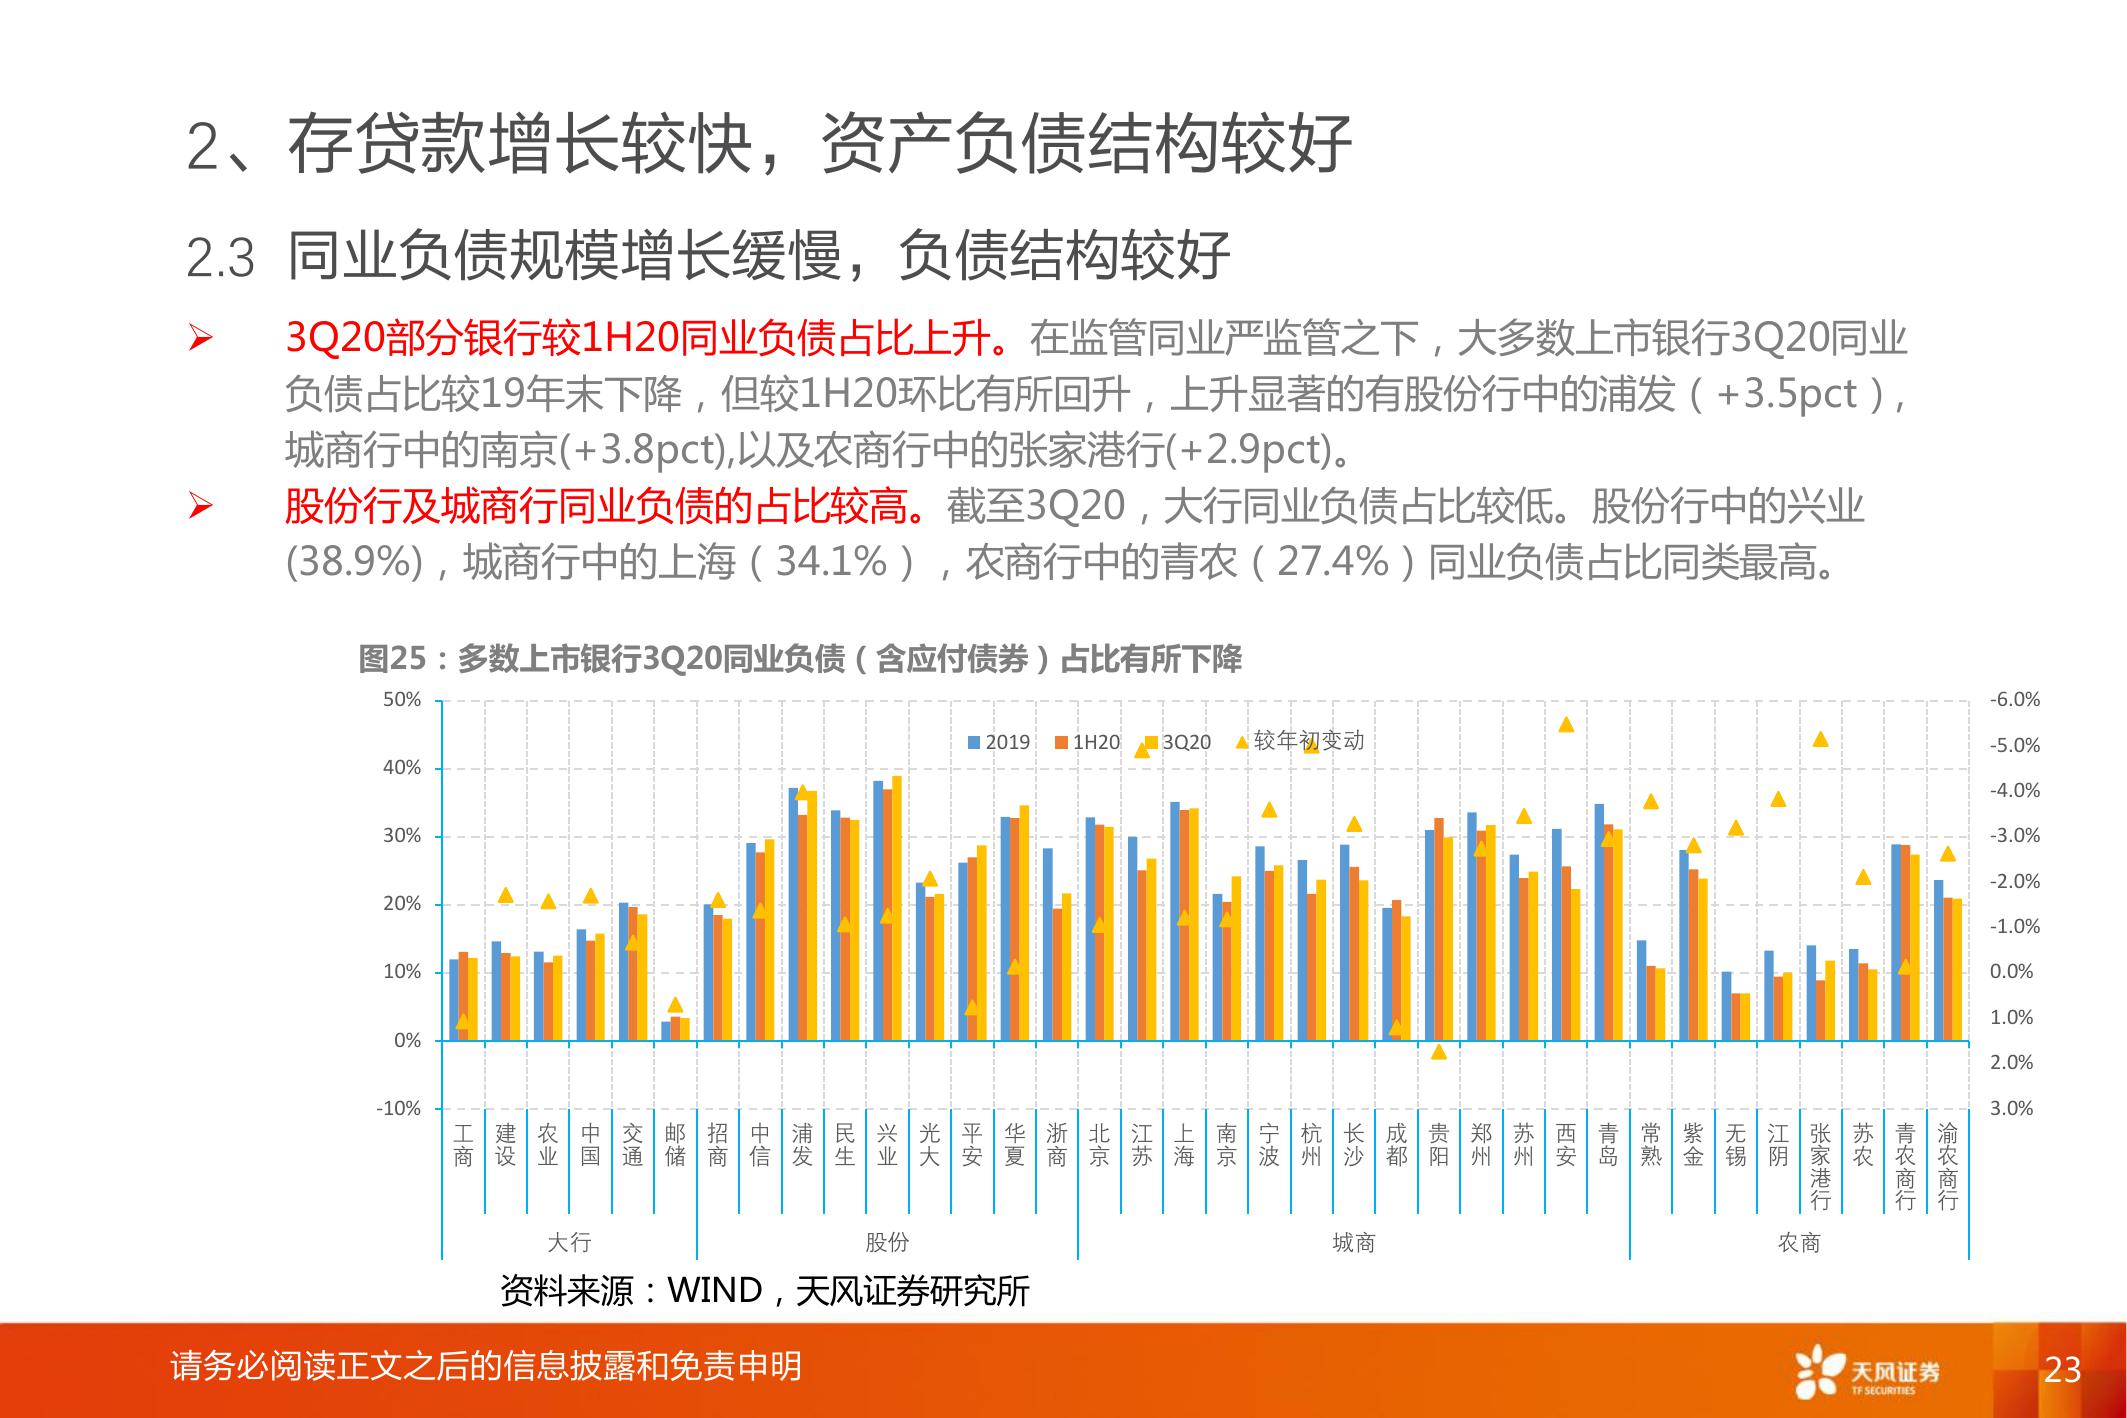 2、存贷款增长较快，资产负债结构较好
2.3 同业负债规模增长缓慢，负债结构较好
➢ 3Q20部分银行较1H20同业负债占比上升。在监管同业严监管之下，大多数上市银行3Q20同业
负债占比较19年末下降，但较1H20环比有所回升，上升显著的有股份行中的浦发（+3.5pct），
城商行中的南京(+3.8pct),以及农商行中的张家港行(+2.9pct)。
➢ 股份行及城商行同业负债的占比较高。截至3Q20，大行同业负债占比较低。股份行中的兴业
(38.9%)，城商行中的上海（34.1%），农商行中的青农（27.4%）同业负债占比同类最高。
图25：多数上市银行3Q20同业负债（含应付债券）占比有所下降
50%
40%
30%
20%
10%
0%
-10%
2019 1H20 3Q20 较年初变动
-6.0%
-5.0%
-4.0%
-3.0%
-2.0%
-1.0%
0.0%
1.0%
2.0%
3.0%
工商 建设 农业 中国 交通 邮储 招商 中信 浦发 民生 兴业 光大 平安 华夏 浙商 北京 江苏 上海 南京 宁波 杭州 长沙 成都 贵阳 郑州 苏州 西安 青岛 常熟 紫金 无锡 江阴 张家港行 苏农 青农商行 渝农商行
大行 股份 城商 农商
资料来源：WIND，天风证券研究所
请务必阅读正文之后的信息披露和免责申明
天风证券
TF SECURITIES
23